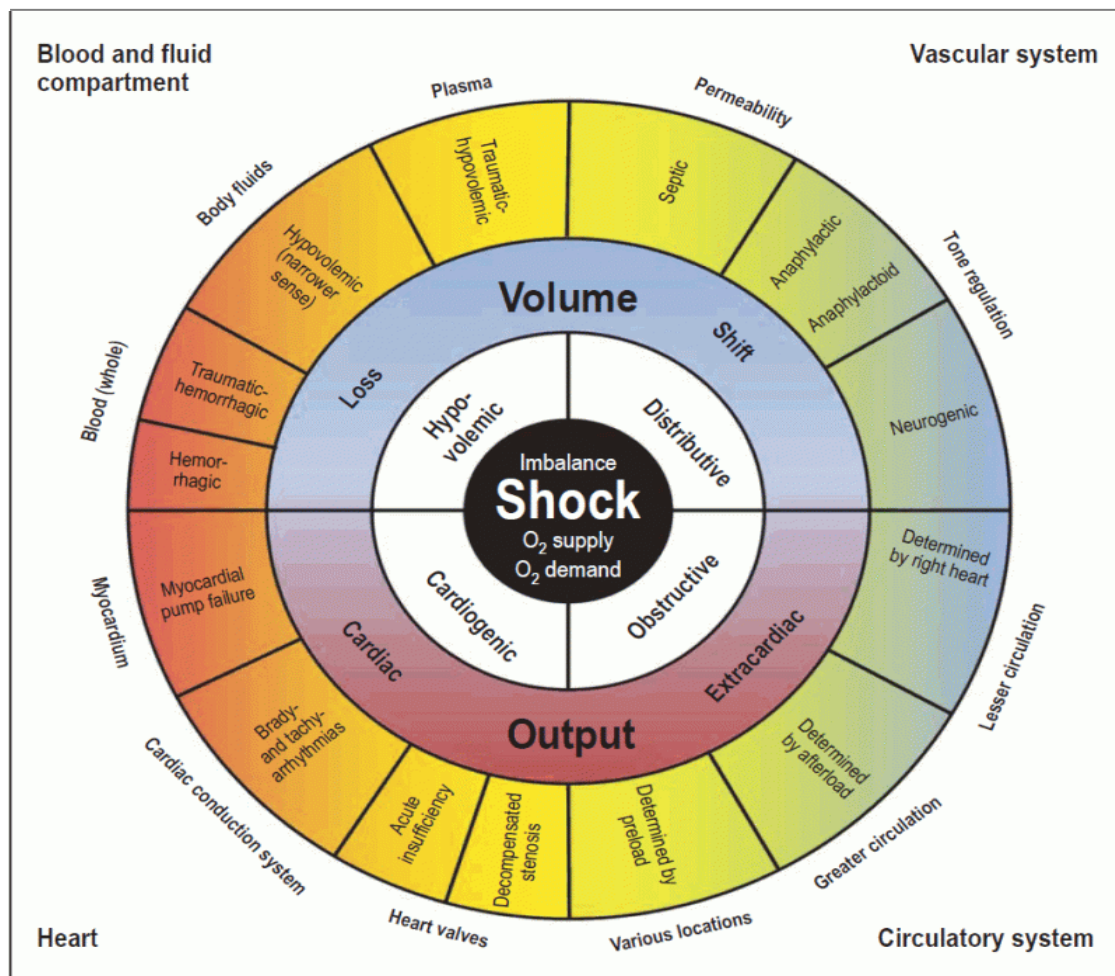 Blood and fluid
compartment
Vascular system
Plasma
Permeability
Body fluids
Tone regulation
Blood (whole)
Traumatic-
hypovolemic
Septic
Hypovolemic
(narrower
sense)
Anaphylactic
Anaphylactoid
Traumatic-
hemorrhagic
Neurogenic
Hemor-
rhagic
Volume
Loss
Shift
Hypo-
volemic
Distributive
Imbalance
Shock
O₂ supply
O₂ demand
Cardiogenic
Obstructive
Cardiac
Extracardiac
Output
Myocardial
pump failure
Determined
by right heart
Brady-
and tachy-
arrhythmias
Acute
insufficiency
Decompensated
stenosis
Determined by
preload
Determined
by afterload
Myocardium
Lesser circulation
Cardiac conduction system
Greater circulation
Heart valves
Various locations
Heart
Circulatory system